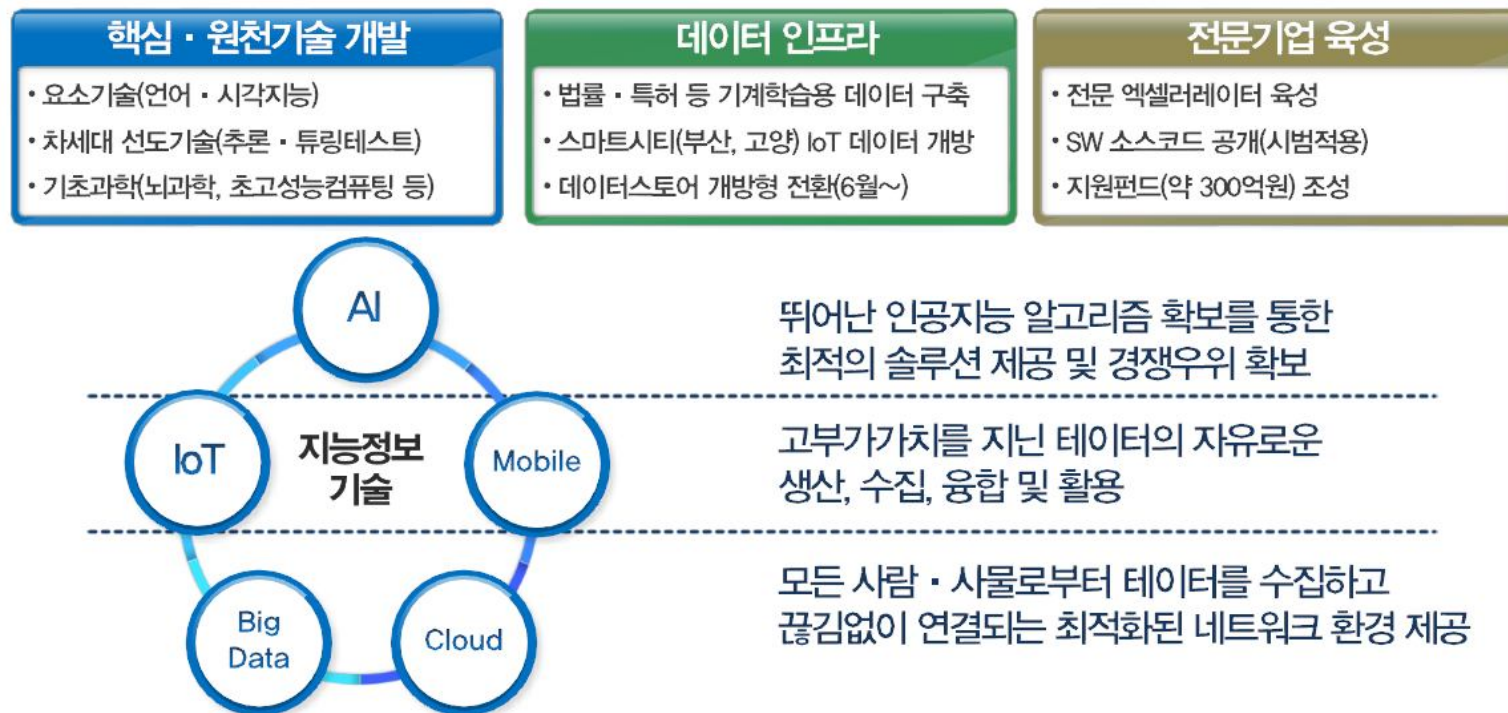 핵심 · 원천기술 개발
· 요소기술(언어 · 시각지능)
· 차세대 선도기술(추론 · 튜링테스트)
· 기초과학(뇌과학, 초고성능컴퓨팅 등)
데이터 인프라
· 법률 · 특허 등 기계학습용 데이터 구축
· 스마트시티(부산, 고양) IoT 데이터 개방
· 데이터스토어 개방형 전환(6월~)
전문기업 육성
· 전문 엑셀러레이터 육성
· SW 소스코드 공개(시범적용)
· 지원펀드(약 300억원) 조성
AI
IoT
지능정보
기술
Mobile
Big
Data
Cloud
뛰어난 인공지능 알고리즘 확보를 통한
최적의 솔루션 제공 및 경쟁우위 확보
고부가가치를 지닌 테이터의 자유로운
생산, 수집, 융합 및 활용
모든 사람 · 사물로부터 테이터를 수집하고
끊김없이 연결되는 최적화된 네트워크 환경 제공